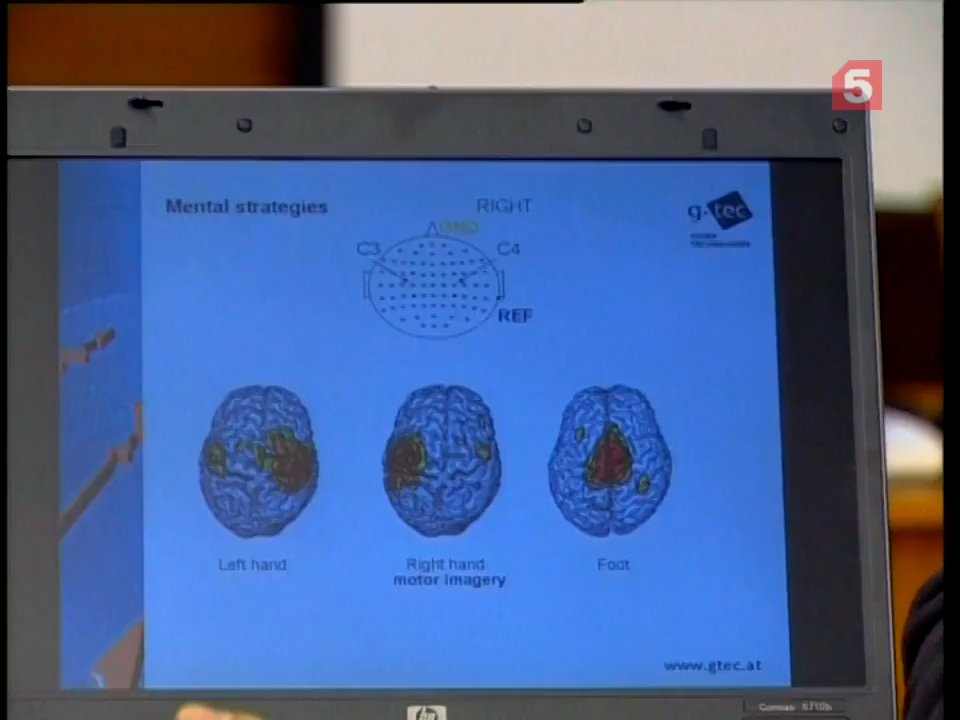 5
Mental strategies
RIGHT
g.tec
GND
C3
C4
REF
Left hand
Right hand
Foot
motor imagery
www.gtec.at
hp